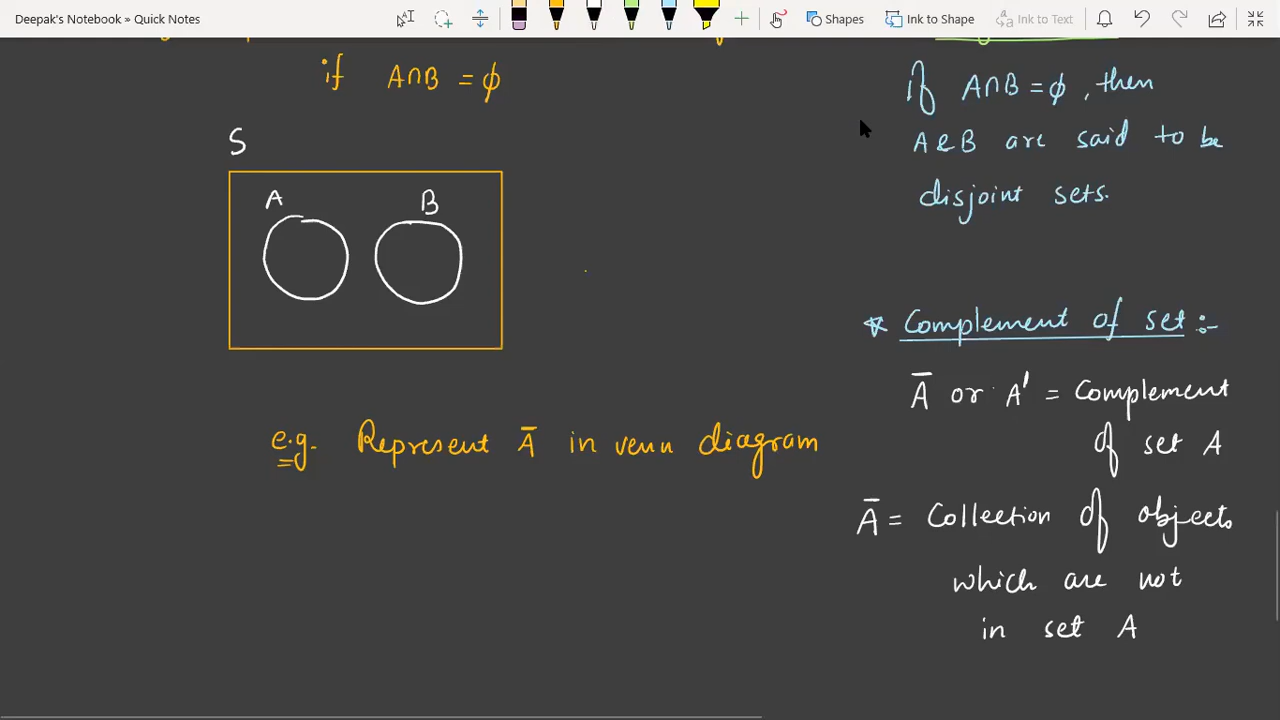 Deepak's Notebook » Quick Notes
Shapes
Ink to Shape
Ink to Text
if A∩B = ϕ
S
A
B
e.g. Represent Ā in venn diagram
if A∩B = ϕ, then
A & B are said to be
disjoint sets.
* Complement of set :-
Ā or A' = Complement
of set A
Ā = Collection of objects
which are not
in set A